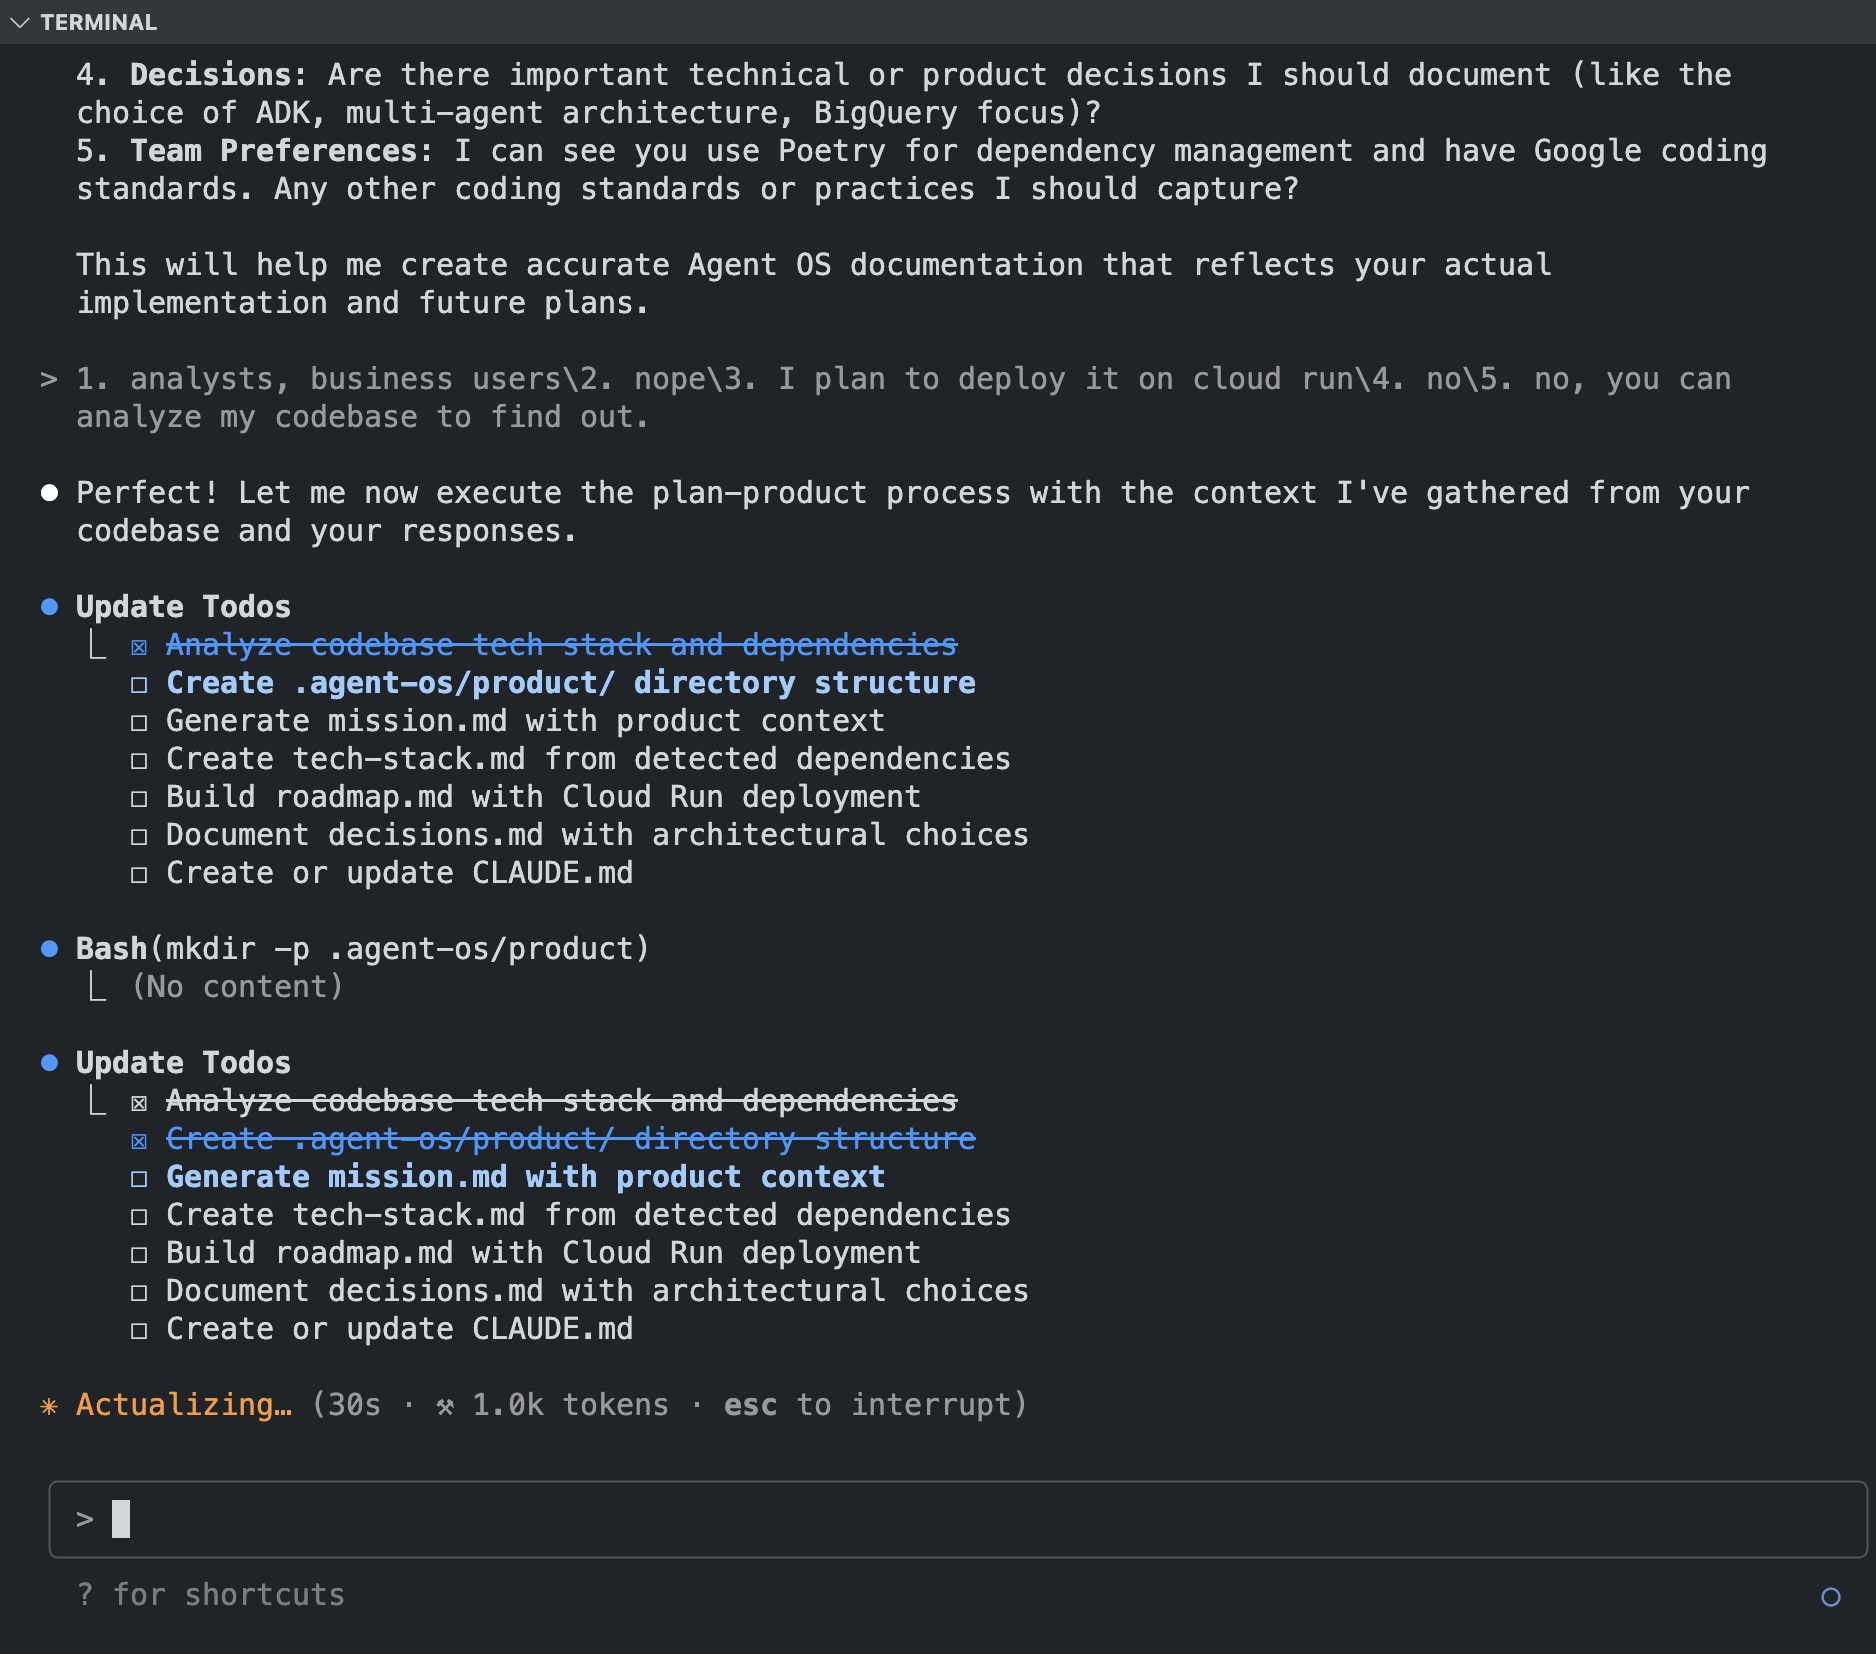 TERMINAL
4. Decisions: Are there important technical or product decisions I should document (like the
choice of ADK, multi-agent architecture, BigQuery focus)?
5. Team Preferences: I can see you use Poetry for dependency management and have Google coding
standards. Any other coding standards or practices I should capture?
This will help me create accurate Agent OS documentation that reflects your actual
implementation and future plans.
> 1. analysts, business users\2. nope\3. I plan to deploy it on cloud run\4. no\5. no, you can
analyze my codebase to find out.
● Perfect! Let me now execute the plan-product process with the context I've gathered from your
codebase and your responses.
● Update Todos
⎿ ☒ Analyze codebase tech stack and dependencies
☐ Create .agent-os/product/ directory structure
☐ Generate mission.md with product context
☐ Create tech-stack.md from detected dependencies
☐ Build roadmap.md with Cloud Run deployment
☐ Document decisions.md with architectural choices
☐ Create or update CLAUDE.md
● Bash(mkdir -p .agent-os/product)
⎿ (No content)
● Update Todos
⎿ ☒ Analyze codebase tech stack and dependencies
☒ Create .agent-os/product/ directory structure
☐ Generate mission.md with product context
☐ Create tech-stack.md from detected dependencies
☐ Build roadmap.md with Cloud Run deployment
☐ Document decisions.md with architectural choices
☐ Create or update CLAUDE.md
✳ Actualizing… (30s · ⚒ 1.0k tokens · esc to interrupt)
>
? for shortcuts